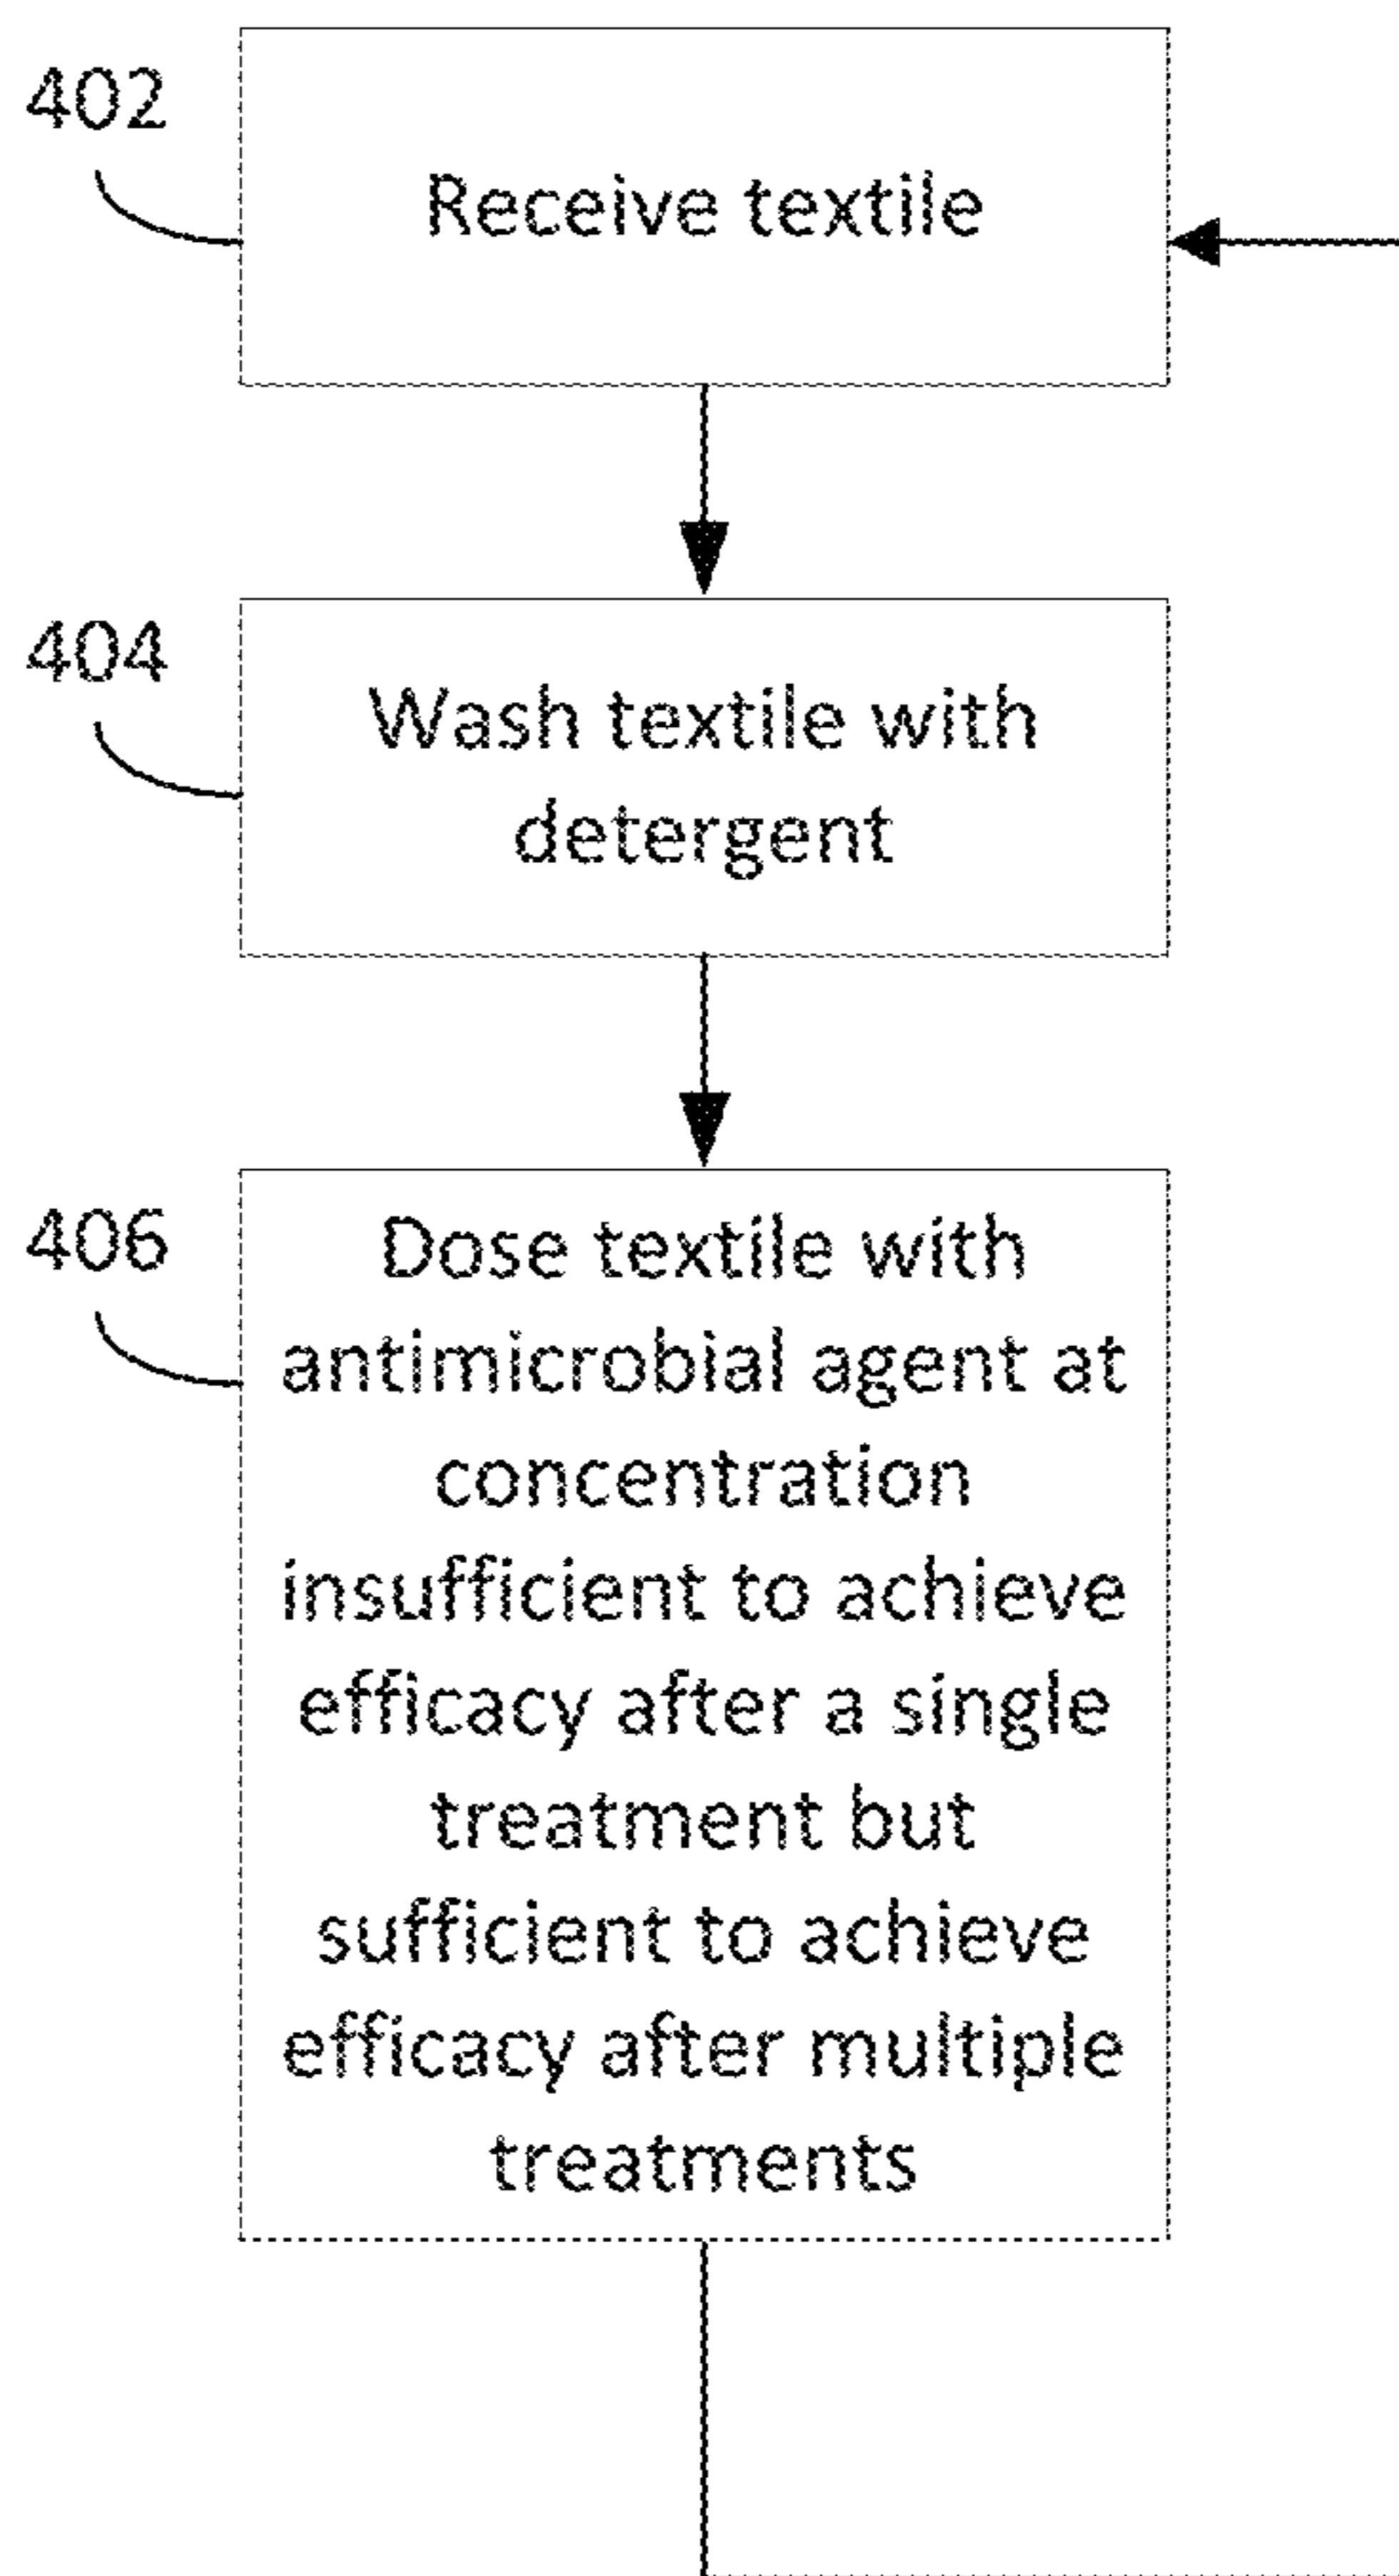 402
Receive textile
404
Wash textile with
detergent
406
Dose textile with
antimicrobial agent at
concentration
insufficient to achieve
efficacy after a single
treatment but
sufficient to achieve
efficacy after multiple
treatments